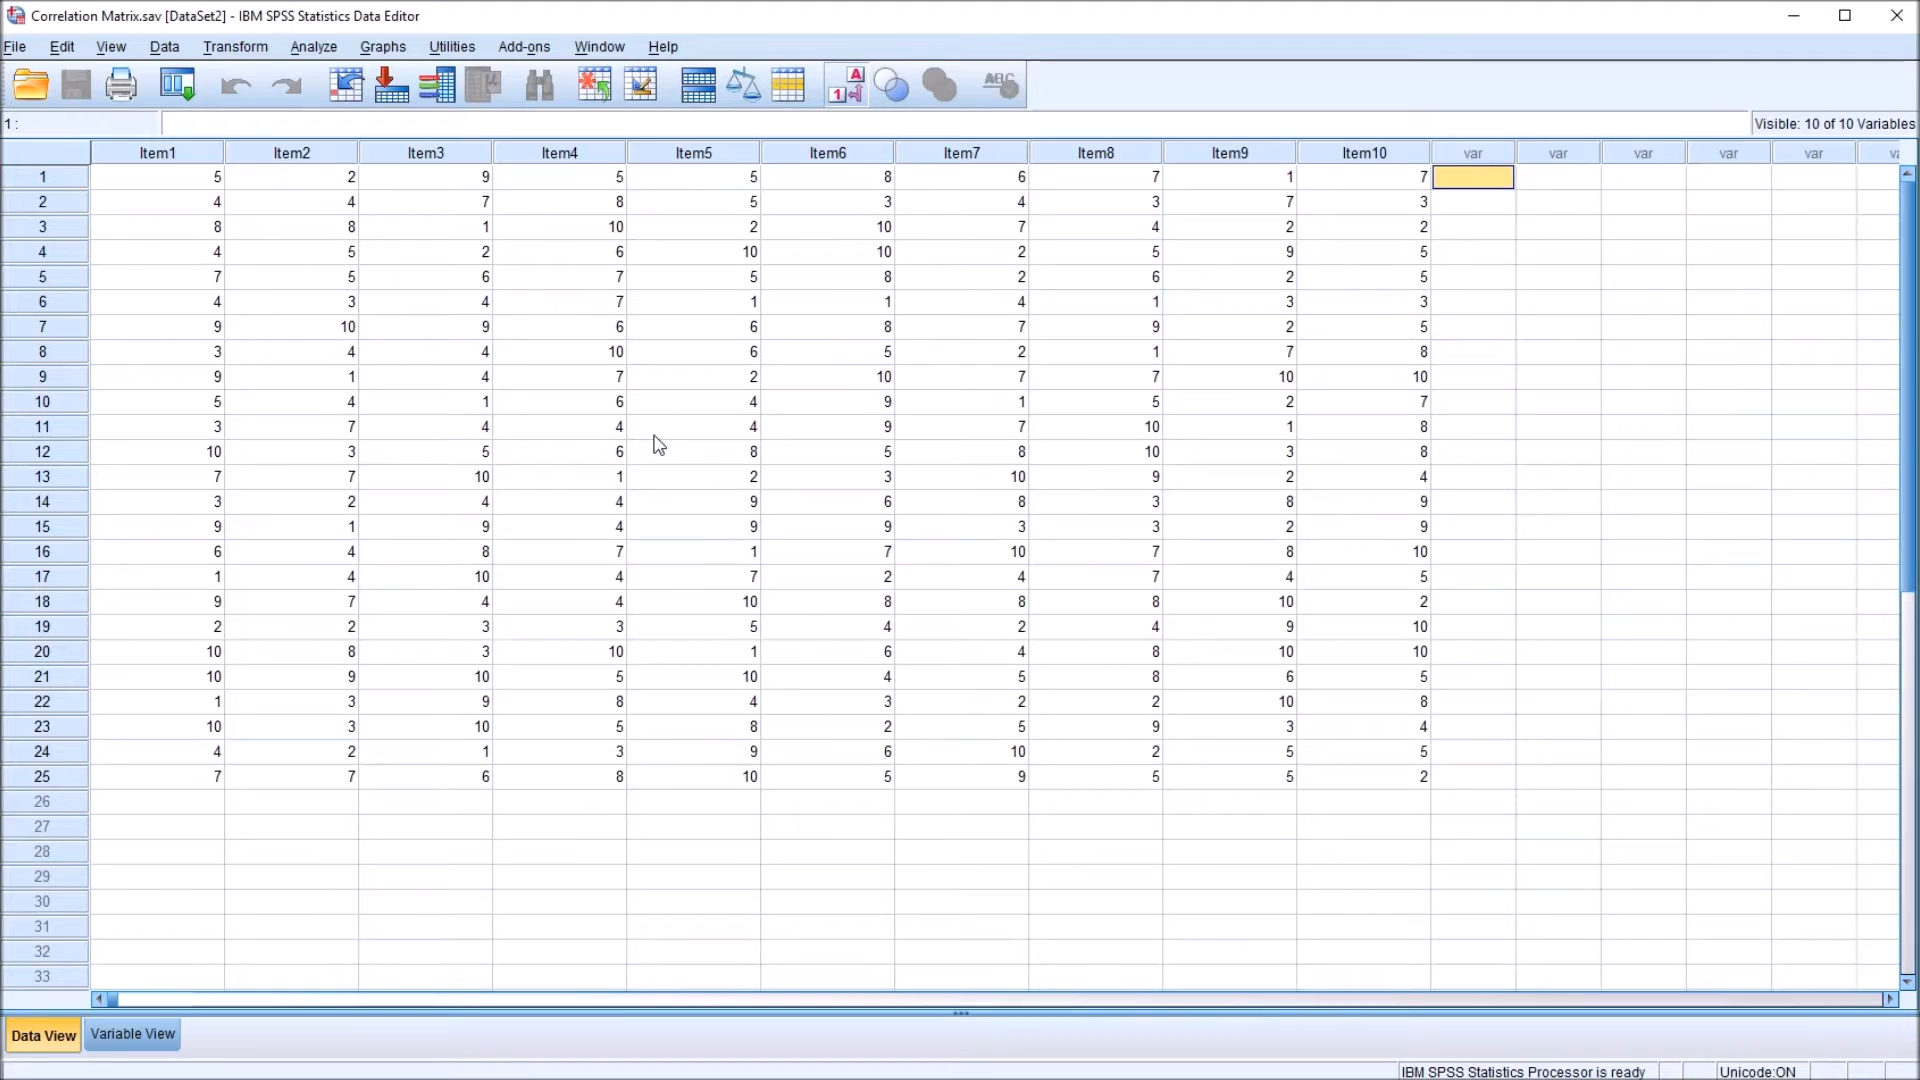 Correlation Matrix.sav [DataSet2] - IBM SPSS Statistics Data Editor
File Edit View Data Transform Analyze Graphs Utilities Add-ons Window Help
A
1
ABC
1 :
Visible: 10 of 10 Variables
Item1 Item2 Item3 Item4 Item5 Item6 Item7 Item8 Item9 Item10 var var var var var
1 5 2 9 5 5 8 6 7 1 7
2 4 4 7 8 5 3 4 3 7 3
3 8 8 1 10 2 10 7 4 2 2
4 4 5 2 6 10 10 2 5 9 5
5 7 5 6 7 5 8 2 6 2 5
6 4 3 4 7 1 1 4 1 3 3
7 9 10 9 6 6 8 7 9 2 5
8 3 4 4 10 6 5 2 1 7 8
9 9 1 4 7 2 10 7 7 10 10
10 5 4 1 6 4 9 1 5 2 7
11 3 7 4 4 4 9 7 10 1 8
12 10 3 5 6 8 5 8 10 3 8
13 7 7 10 1 2 3 10 9 2 4
14 3 2 4 4 9 6 8 3 8 9
15 9 1 9 4 9 9 3 3 2 9
16 6 4 8 7 1 7 10 7 8 10
17 1 4 10 4 7 2 4 7 4 5
18 9 7 4 4 10 8 8 8 10 2
19 2 2 3 3 5 4 2 4 9 10
20 10 8 3 10 1 6 4 8 10 10
21 10 9 10 5 10 4 5 8 6 5
22 1 3 9 8 4 3 2 2 10 8
23 10 3 10 5 8 2 5 9 3 4
24 4 2 1 3 9 6 10 2 5 5
25 7 7 6 8 10 5 9 5 5 2
26
27
28
29
30
31
32
33
Data View Variable View
IBM SPSS Statistics Processor is ready Unicode:ON